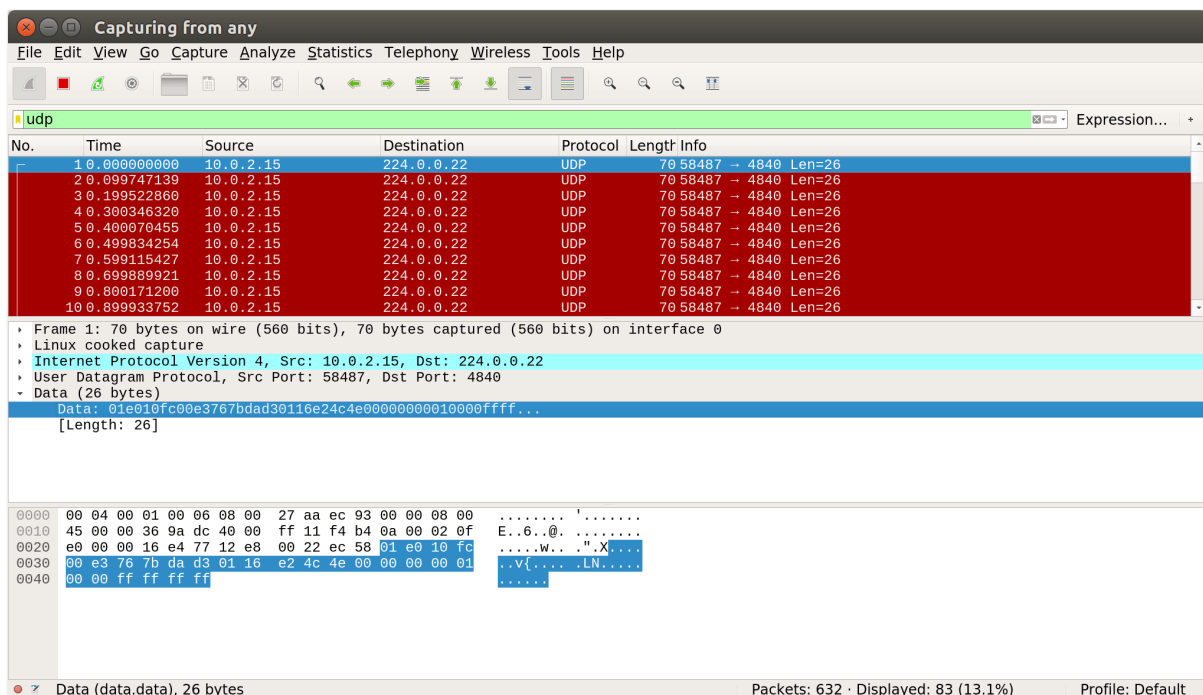 Capturing from any
File Edit View Go Capture Analyze Statistics Telephony Wireless Tools Help
udp Expression... +
No. Time Source Destination Protocol Length Info
1 0.000000000 10.0.2.15 224.0.0.22 UDP 70 58487 → 4840 Len=26
2 0.099747139 10.0.2.15 224.0.0.22 UDP 70 58487 → 4840 Len=26
3 0.199522860 10.0.2.15 224.0.0.22 UDP 70 58487 → 4840 Len=26
4 0.300346320 10.0.2.15 224.0.0.22 UDP 70 58487 → 4840 Len=26
5 0.400070455 10.0.2.15 224.0.0.22 UDP 70 58487 → 4840 Len=26
6 0.499834254 10.0.2.15 224.0.0.22 UDP 70 58487 → 4840 Len=26
7 0.599115427 10.0.2.15 224.0.0.22 UDP 70 58487 → 4840 Len=26
8 0.699889921 10.0.2.15 224.0.0.22 UDP 70 58487 → 4840 Len=26
9 0.800171200 10.0.2.15 224.0.0.22 UDP 70 58487 → 4840 Len=26
10 0.899933752 10.0.2.15 224.0.0.22 UDP 70 58487 → 4840 Len=26
Frame 1: 70 bytes on wire (560 bits), 70 bytes captured (560 bits) on interface 0
Linux cooked capture
Internet Protocol Version 4, Src: 10.0.2.15, Dst: 224.0.0.22
User Datagram Protocol, Src Port: 58487, Dst Port: 4840
Data (26 bytes)
Data: 01e010fc00e3767bdad30116e24c4e00000000010000ffff...
[Length: 26]
0000 00 04 00 01 00 06 08 00 27 aa ec 93 00 00 08 00 ........ '.......
0010 45 00 00 36 9a dc 40 00 ff 11 f4 b4 0a 00 02 0f E..6..@. ........
0020 e0 00 00 16 e4 77 12 e8 00 22 ec 58 01 e0 10 fc .....w.. .".X....
0030 00 e3 76 7b da d3 01 16 e2 4c 4e 00 00 00 00 01 ..v{.... .LN.....
0040 00 00 ff ff ff ff ......
Data (data.data), 26 bytes Packets: 632 · Displayed: 83 (13.1%) Profile: Default